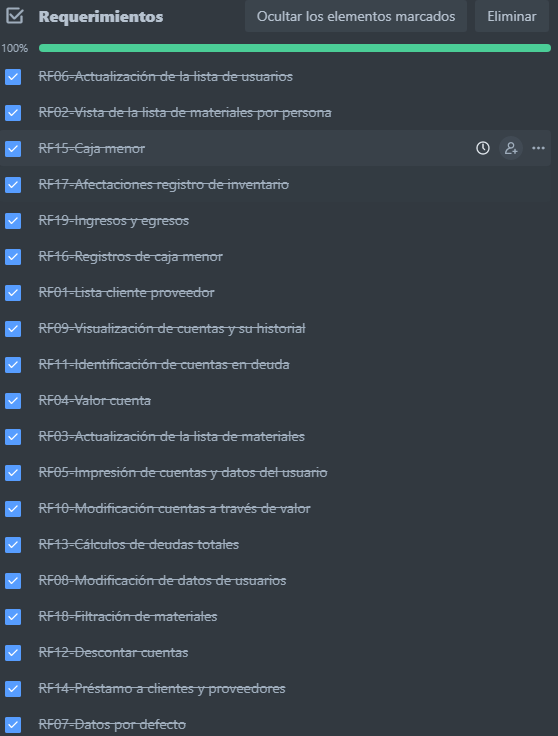 Requerimientos
Ocultar los elementos marcados
Eliminar
100%
RF06-Actualización de la lista de usuarios
RF02-Vista de la lista de materiales por persona
RF15-Caja menor
RF17-Afectaciones registro de inventario
RF19-Ingresos y egresos
RF16-Registros de caja menor
RF01-Lista cliente proveedor
RF09-Visualización de cuentas y su historial
RF11-Identificación de cuentas en deuda
RF04-Valor cuenta
RF03-Actualización de la lista de materiales
RF05-Impresión de cuentas y datos del usuario
RF10-Modificación cuentas a través de valor
RF13-Cálculos de deudas totales
RF08-Modificación de datos de usuarios
RF18-Filtración de materiales
RF12-Descontar cuentas
RF14-Préstamo a clientes y proveedores
RF07-Datos por defecto